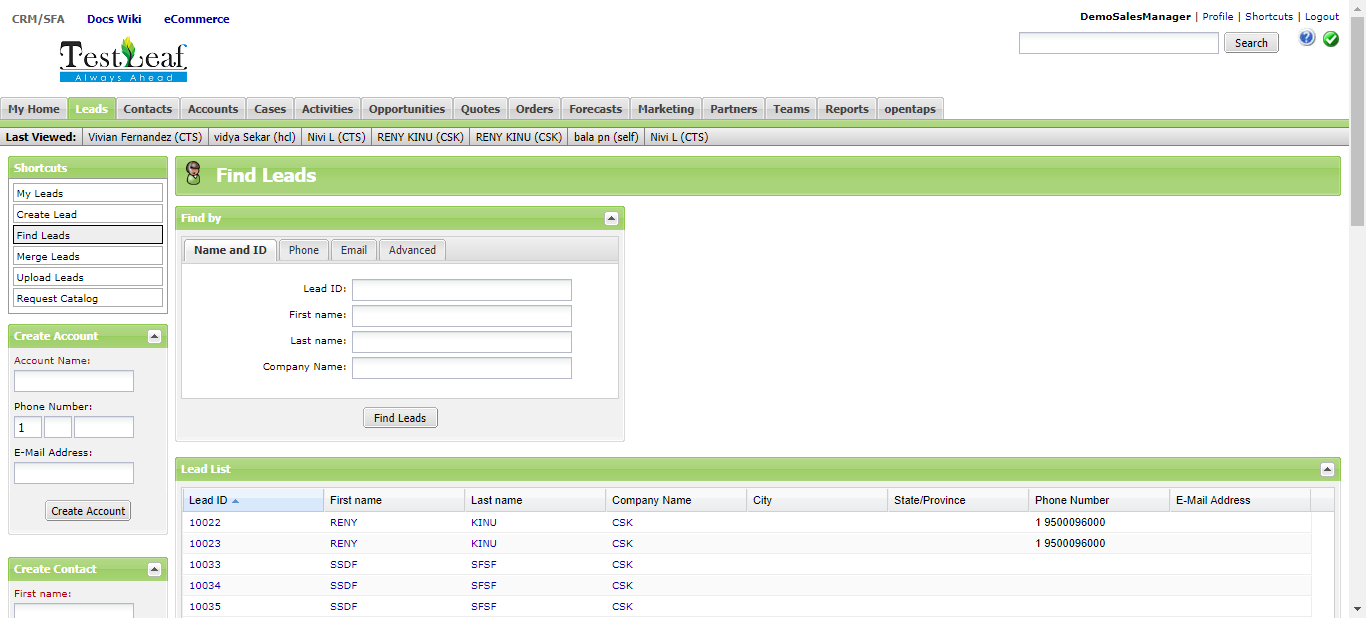 CRM/SFA Docs Wiki eCommerce
DemoSalesManager | Profile | Shortcuts | Logout
TestLeaf
Always Ahead
Search
My Home Leads Contacts Accounts Cases Activities Opportunities Quotes Orders Forecasts Marketing Partners Teams Reports opentaps
Last Viewed: Vivian Fernandez (CTS) vidya Sekar (hcl) Nivi L (CTS) RENY KINU (CSK) RENY KINU (CSK) bala pn (self) Nivi L (CTS)
Shortcuts
My Leads
Create Lead
Find Leads
Merge Leads
Upload Leads
Request Catalog
Create Account
Account Name:
Phone Number:
1
E-Mail Address:
Create Account
Create Contact
First name:
Find Leads
Find by
Name and ID Phone Email Advanced
Lead ID:
First name:
Last name:
Company Name:
Find Leads
Lead List
Lead ID First name Last name Company Name City State/Province Phone Number E-Mail Address
10022 RENY KINU CSK 1 9500096000
10023 RENY KINU CSK 1 9500096000
10033 SSDF SFSF CSK
10034 SSDF SFSF CSK
10035 SSDF SFSF CSK